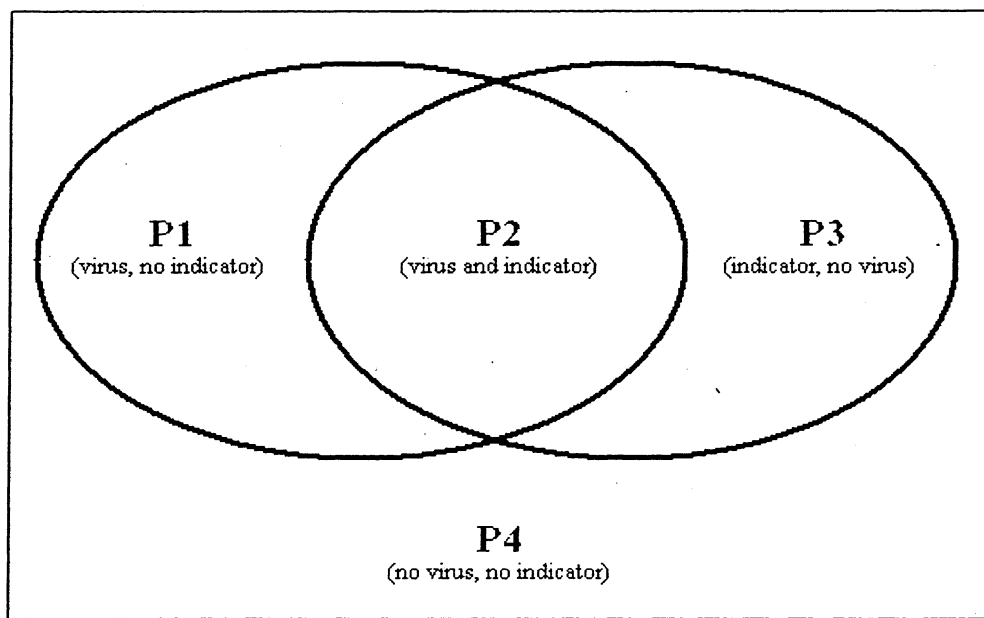 P1
(virus, no indicator)
P2
(virus and indicator)
P3
(indicator, no virus)
P4
(no virus, no indicator)